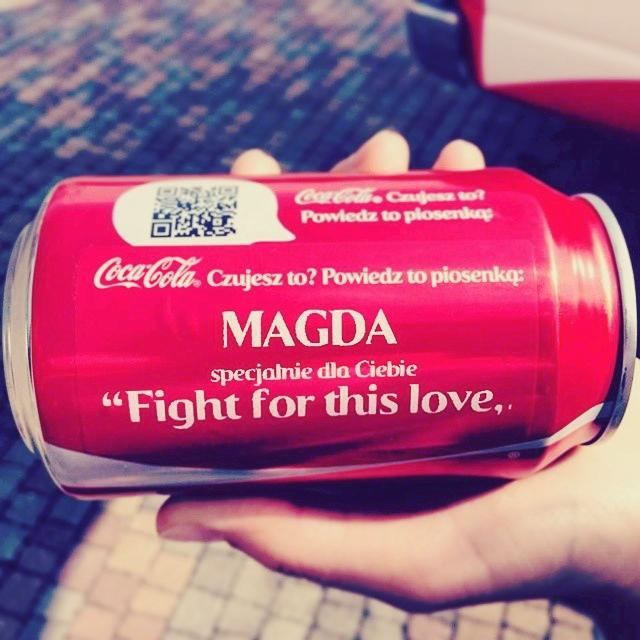 Coca-Cola® Czujesz to?
Powiedz to piosenką:
Coca-Cola® Czujesz to? Powiedz to piosenką:
MAGDA
specjalnie dla Ciebie
“Fight for this love„